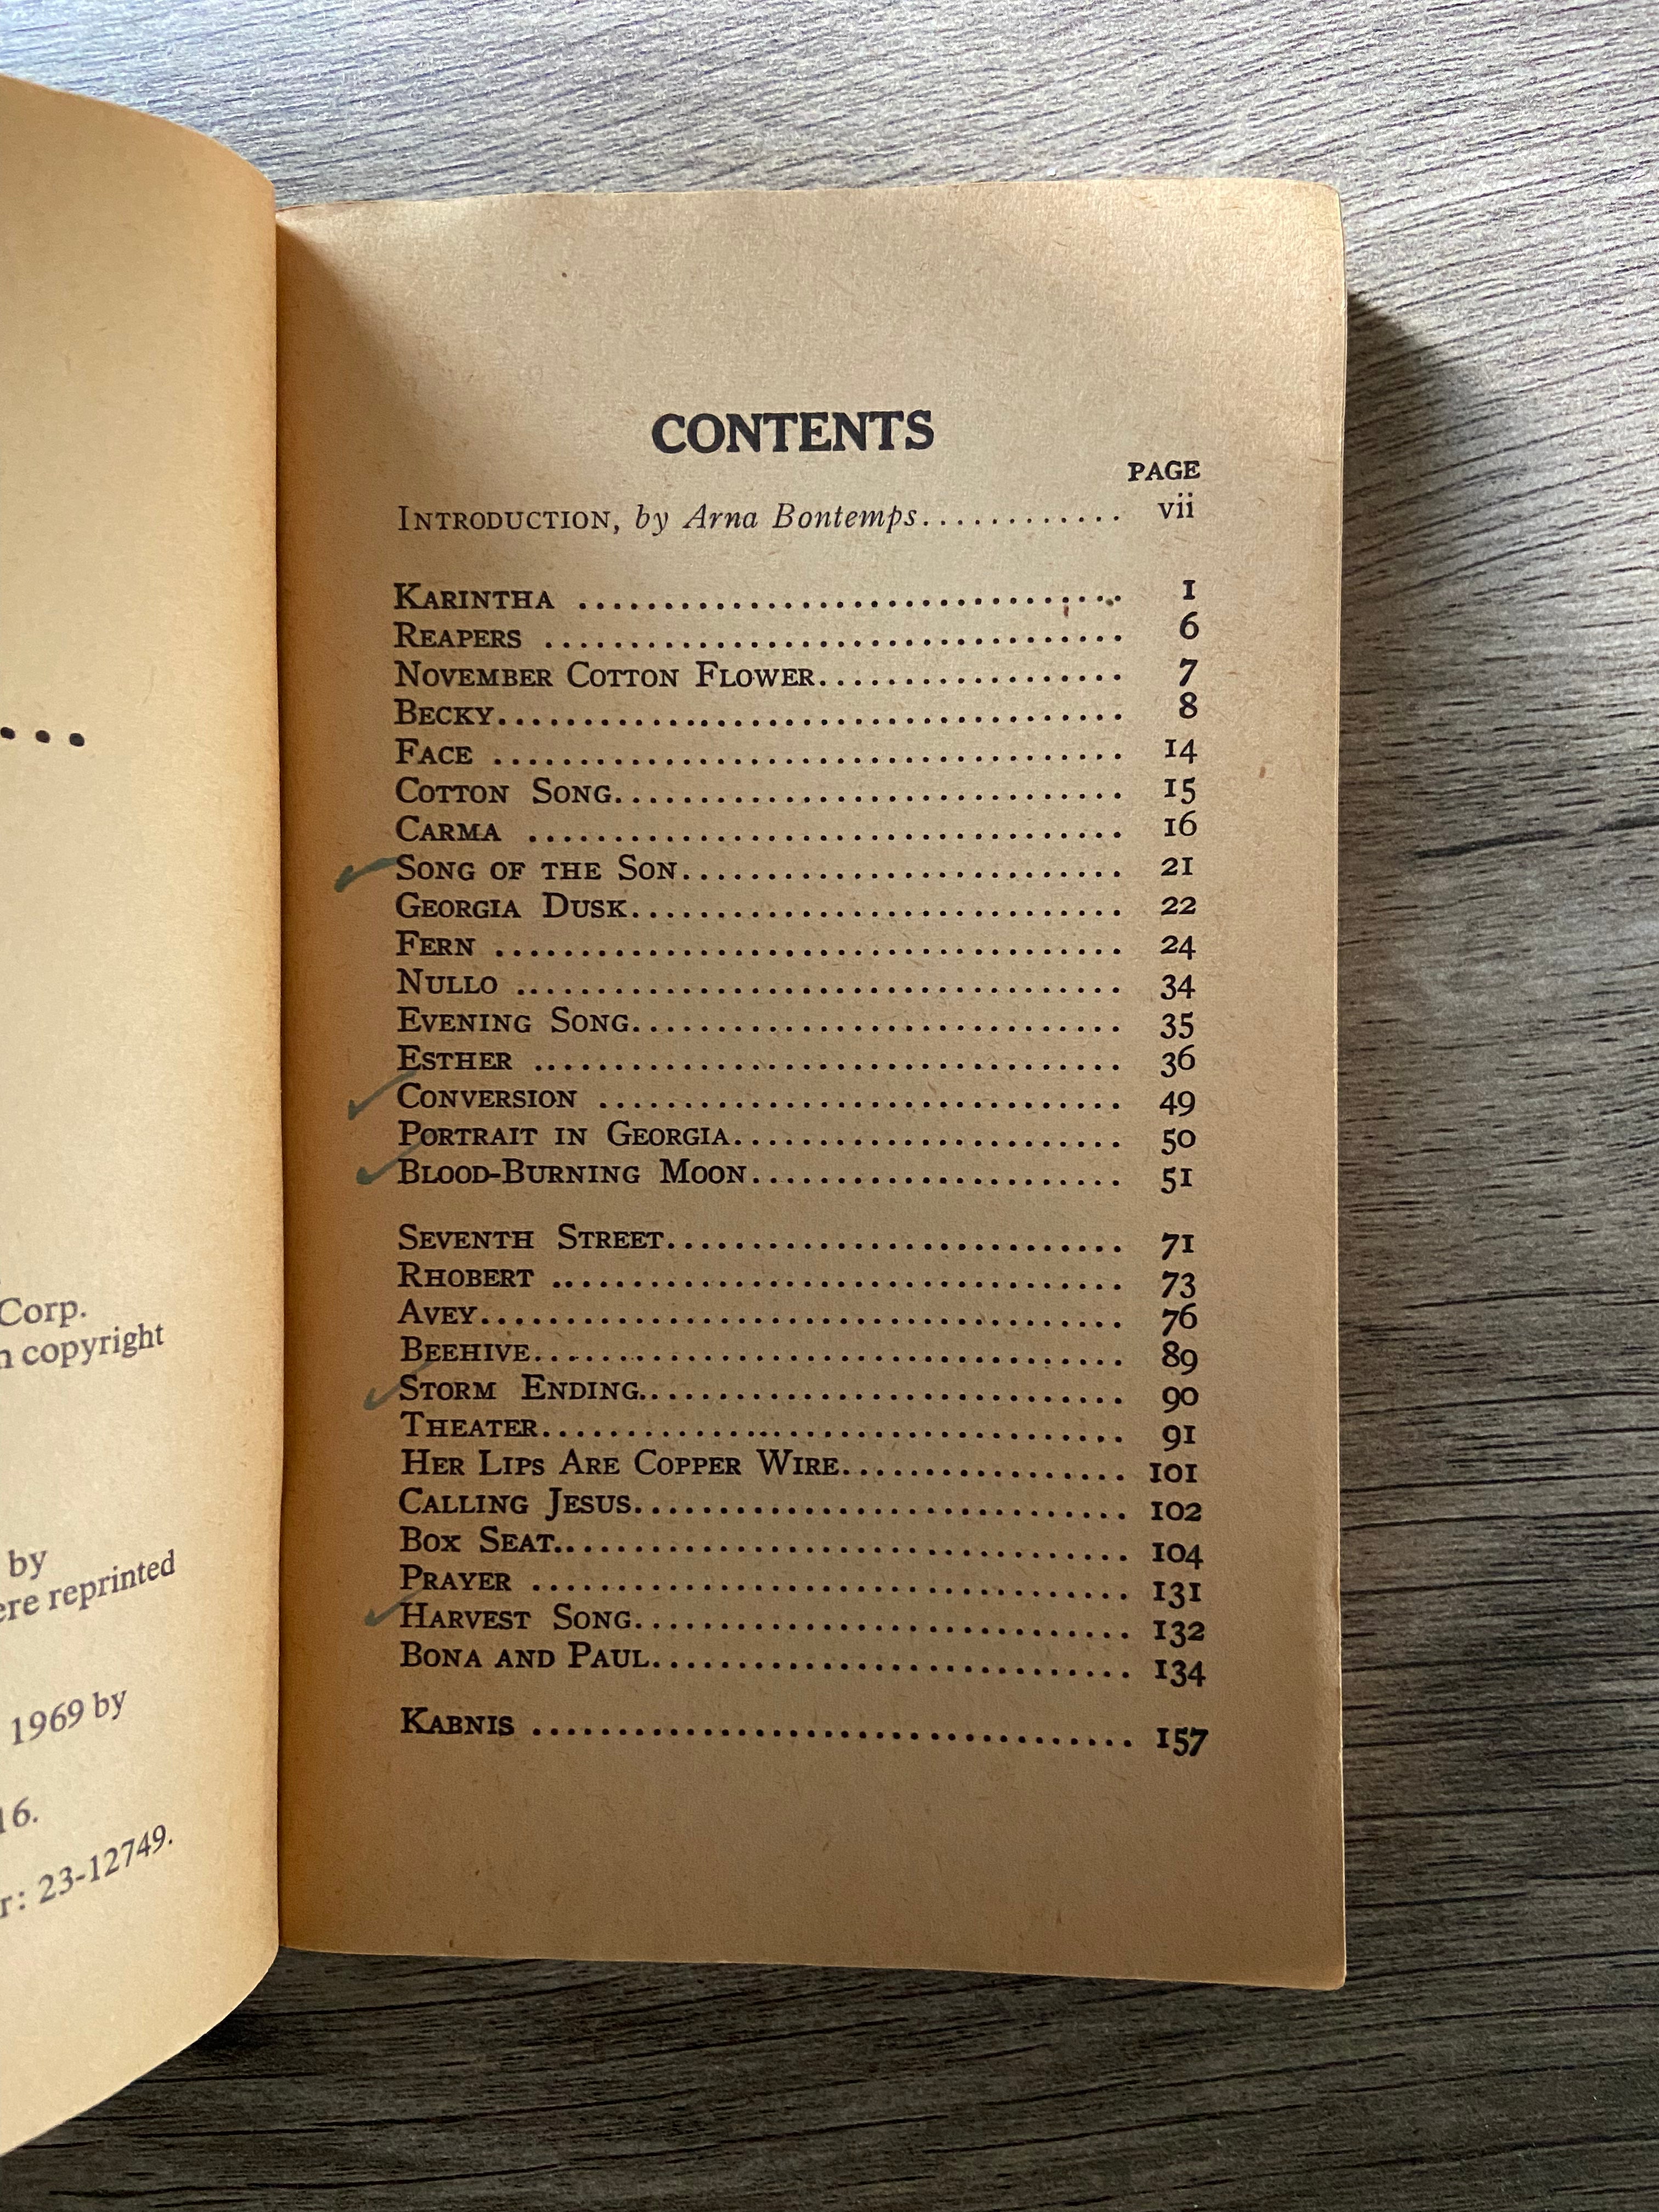 Corp.
copyright
by
reprinted
1969 by
16.
: 23-12749.
CONTENTS
PAGE
INTRODUCTION, by Arna Bontemps............ vii
KARINTHA ................................ 1
REAPERS ................................ 6
NOVEMBER COTTON FLOWER.................. 7
BECKY................................ 8
FACE ................................ 14
COTTON SONG............................ 15
CARMA ................................ 16
SONG OF THE SON.......................... 21
GEORGIA DUSK............................ 22
FERN ................................ 24
NULLO ................................ 34
EVENING SONG............................ 35
ESTHER ................................ 36
CONVERSION ............................ 49
PORTRAIT IN GEORGIA...................... 50
BLOOD-BURNING MOON...................... 51
SEVENTH STREET.......................... 71
RHOBERT ................................ 73
AVEY................................ 76
BEEHIVE................................ 89
STORM ENDING............................ 90
THEATER................................ 91
HER LIPS ARE COPPER WIRE................ 101
CALLING JESUS............................ 102
BOX SEAT................................ 104
PRAYER ................................ 131
HARVEST SONG............................ 132
BONA AND PAUL............................ 134
KABNIS ................................ 157